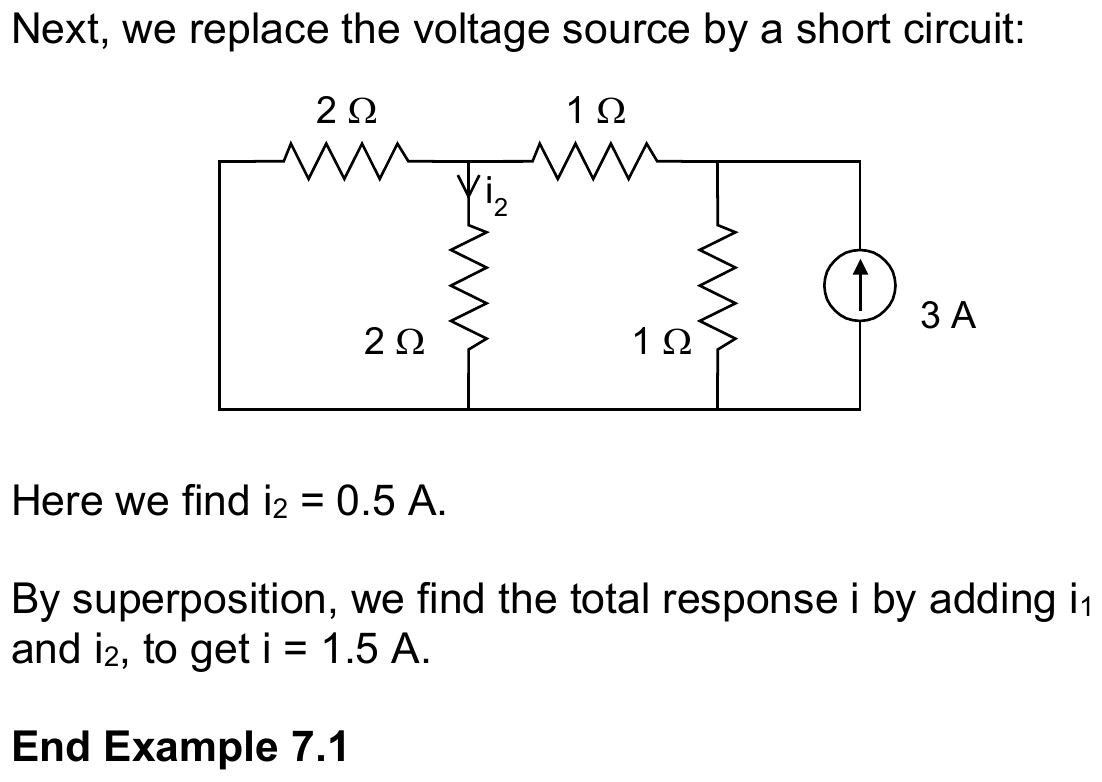 Next, we replace the voltage source by a short circuit:
2 Ω
1 Ω
i2
2 Ω
1 Ω
3 A
Here we find i2 = 0.5 A.
By superposition, we find the total response i by adding i1
and i2, to get i = 1.5 A.
End Example 7.1